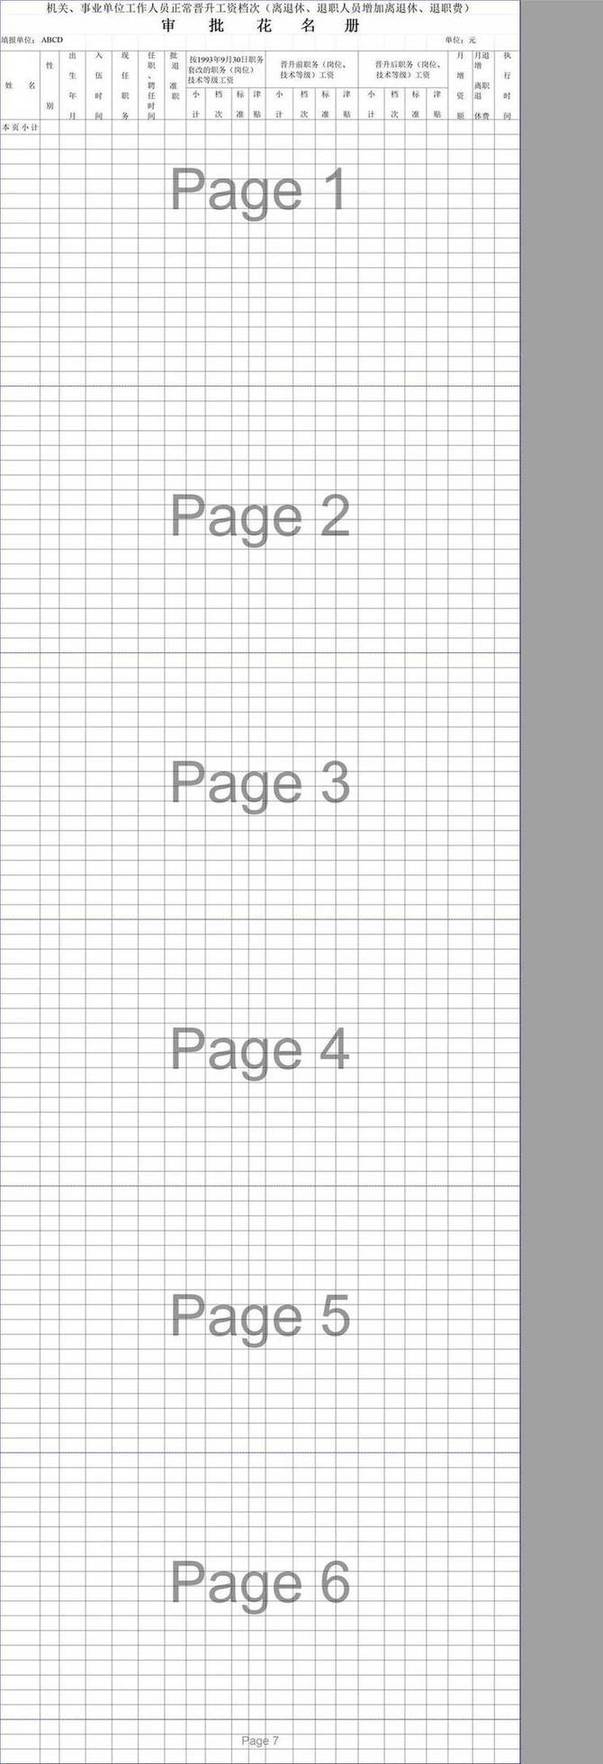 机关、事业单位工作人员正常晋升工资档次（离退休、退职人员增加离退休、退职费）
审 批 花 名 册
填报单位： ABCD 单位：元
姓 名
性 别
出 生 年 月
入 伍 时 间
现 任 职 务
任 职 、 聘 任 时 间
批 退 准 职
按1993年9月30日职务
套改的职务（岗位）
技术等级工资
晋升前职务（岗位、
技术等级）工资
晋升后职务（岗位、
技术等级）工资
月 增 资 额
月退
增
离职
退
休费
执 行 时 间
小 计 档 次 标 准 津 贴 小 计 档 次 标 准 津 贴 小 计 档 次 标 准 津 贴
本页小计
Page 1
Page 2
Page 3
Page 4
Page 5
Page 6
Page 7